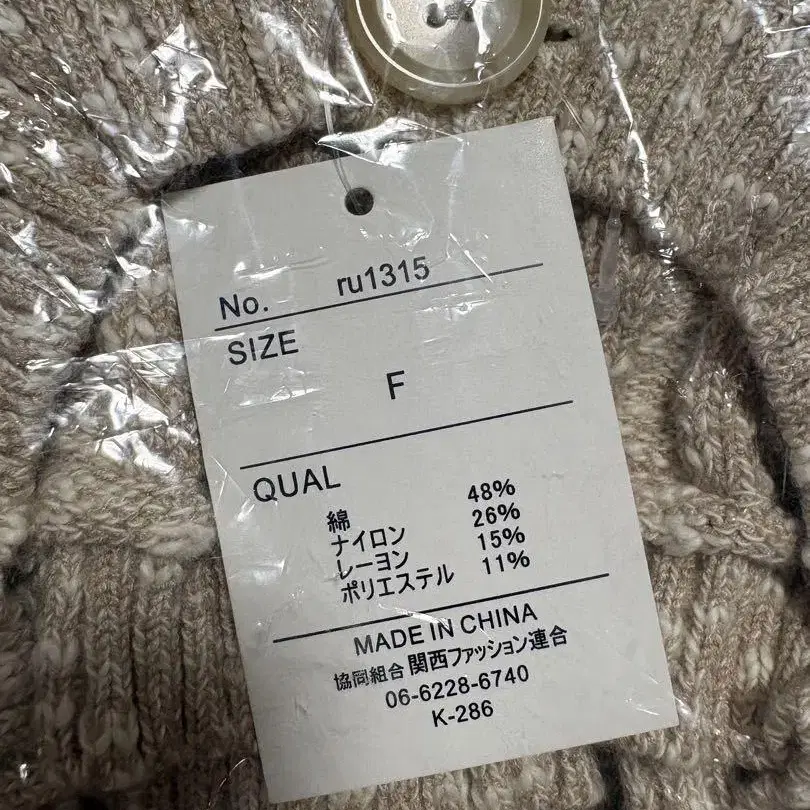 No. ru1315
SIZE
F
QUAL
綿 48%
ナイロン 26%
レーヨン 15%
ポリエステル 11%
MADE IN CHINA
協同組合 関西ファッション連合
06-6228-6740
K-286